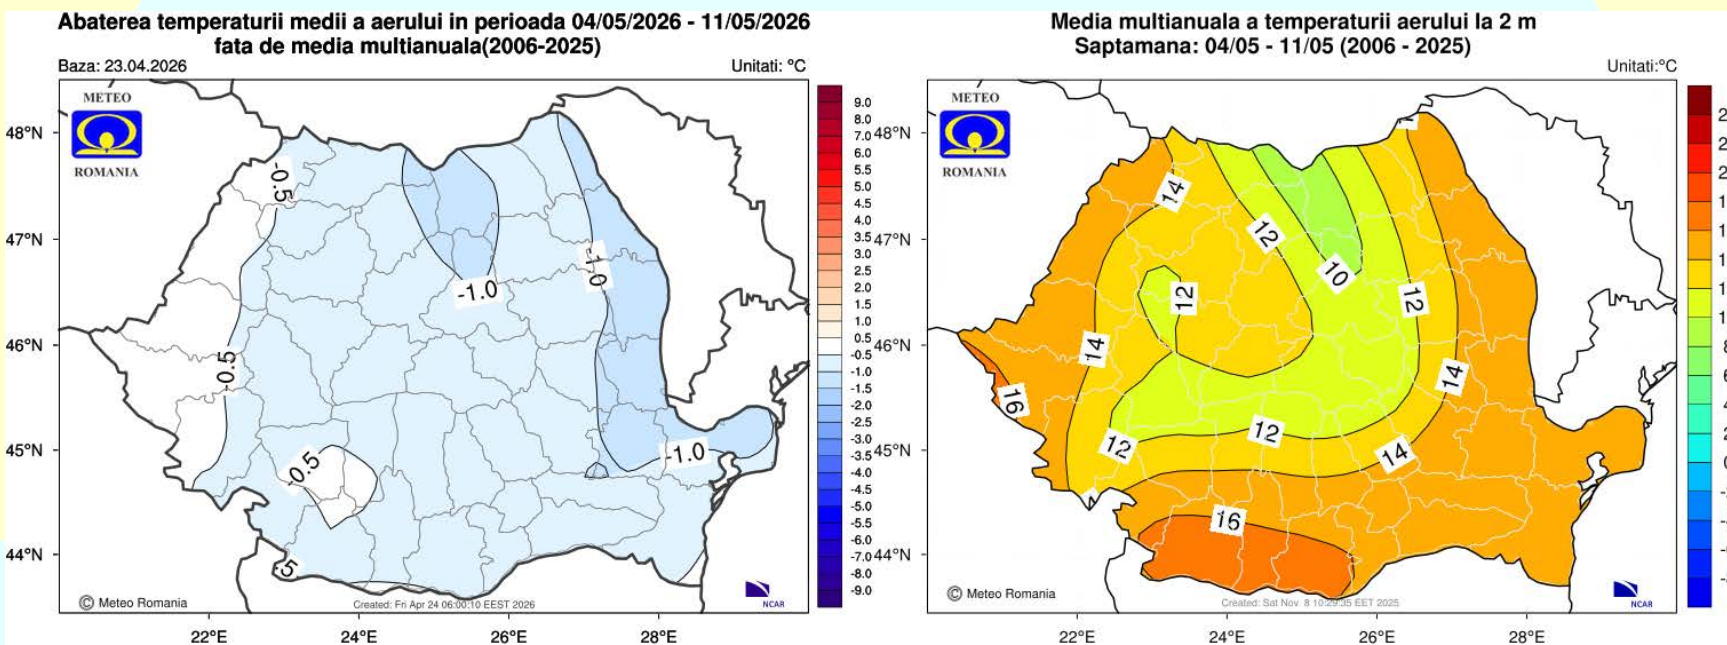 Abaterea temperaturii medii a aerului in perioada 04/05/2026 - 11/05/2026
fata de media multianuala(2006-2025)
Baza: 23.04.2026
Unitati: °C
METEO
ROMANIA
48°N
47°N
46°N
45°N
44°N
22°E
24°E
26°E
28°E
-0.5
-1.0
-1.0
-0.5
-0.5
-1.0
9.0
8.0
7.0
6.0
5.5
5.0
4.5
4.0
3.5
3.0
2.5
2.0
1.5
1.0
0.5
-0.5
-1.0
-1.5
-2.0
-2.5
-3.0
-3.5
-4.0
-4.5
-5.0
-5.5
-6.0
-7.0
-8.0
-9.0
© Meteo Romania
Created: Fri Apr 24 06:00:10 EEST 2026
NCAR
Media multianuala a temperaturii aerului la 2 m
Saptamana: 04/05 - 11/05 (2006 - 2025)
Unitati:°C
METEO
ROMANIA
48°N
47°N
46°N
45°N
44°N
22°E
24°E
26°E
28°E
14
12
10
12
12
14
14
16
12
12
14
16
8
6
4
2
0
© Meteo Romania
Created: Sat Nov 8 10:29:35 EET 2025
NCAR